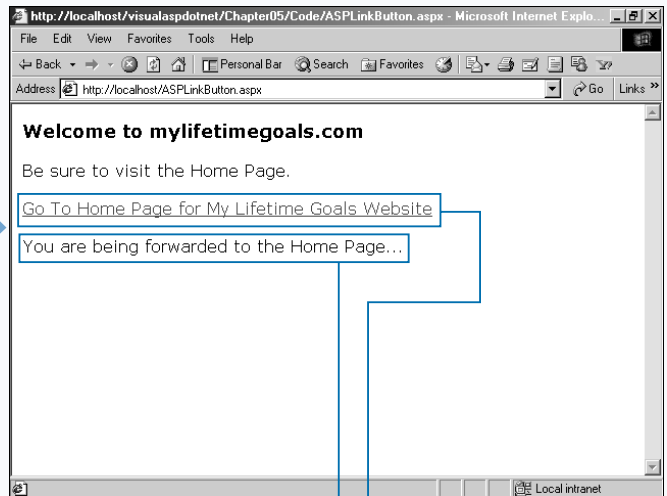 http://localhost/visualaspdotnet/Chapter05/Code/ASPLinkButton.aspx - Microsoft Internet Explo...
File Edit View Favorites Tools Help
Back Personal Bar Search Favorites
Address http://localhost/ASPLinkButton.aspx Go Links »
Welcome to mylifetimegoals.com
Be sure to visit the Home Page.
Go To Home Page for My Lifetime Goals Website
You are being forwarded to the Home Page...
Local intranet